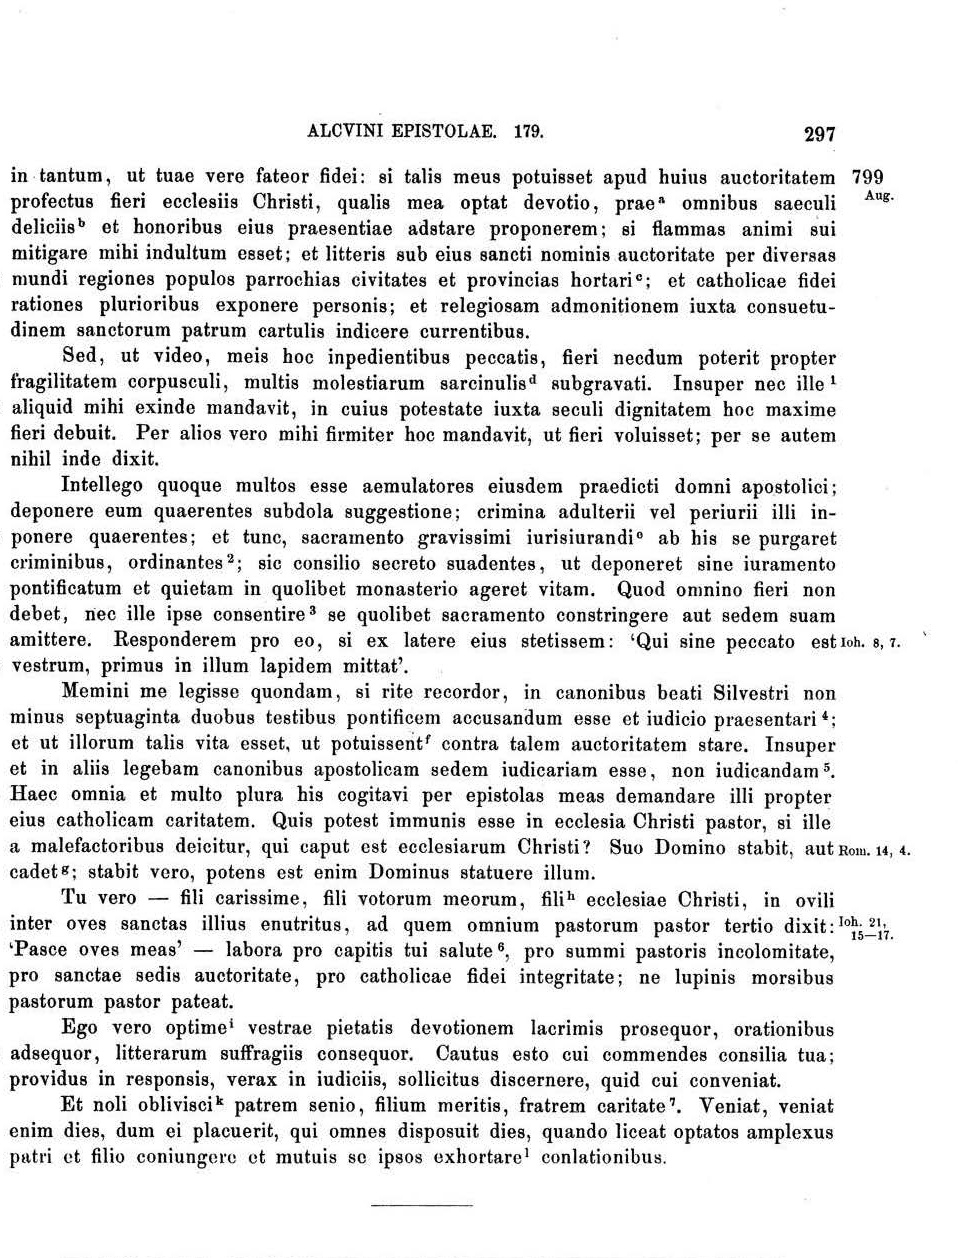 ALCVINI EPISTOLAE. 179. 297
in tantum, ut tuae vere fateor fidei: si talis meus potuisset apud huius auctoritatem 799
profectus fieri ecclesiis Christi, qualis mea optat devotio, prae ᵃ omnibus saeculi Aug.
deliciis ᵇ et honoribus eius praesentiae adstare proponerem; si flammas animi sui
mitigare mihi indultum esset; et litteris sub eius sancti nominis auctoritate per diversas
mundi regiones populos parrochias civitates et provincias hortari ᶜ; et catholicae fidei
rationes plurioribus exponere personis; et relegiosam admonitionem iuxta consuetu-
dinem sanctorum patrum cartulis indicere currentibus.
Sed, ut video, meis hoc inpedientibus peccatis, fieri necdum poterit propter
fragilitatem corpusculi, multis molestiarum sarcinulis ᵈ subgravati. Insuper nec ille ¹
aliquid mihi exinde mandavit, in cuius potestate iuxta seculi dignitatem hoc maxime
fieri debuit. Per alios vero mihi firmiter hoc mandavit, ut fieri voluisset; per se autem
nihil inde dixit.
Intellego quoque multos esse aemulatores eiusdem praedicti domni apostolici;
deponere eum quaerentes subdola suggestione; crimina adulterii vel periurii illi in-
ponere quaerentes; et tunc, sacramento gravissimi iurisiurandi ᵉ ab his se purgaret
criminibus, ordinantes ²; sic consilio secreto suadentes, ut deponeret sine iuramento
pontificatum et quietam in quolibet monasterio ageret vitam. Quod omnino fieri non
debet, nec ille ipse consentire ³ se quolibet sacramento constringere aut sedem suam
amittere. Responderem pro eo, si ex latere eius stetissem: ‘Qui sine peccato est Ioh. 8, 7.
vestrum, primus in illum lapidem mittat’.
Memini me legisse quondam, si rite recordor, in canonibus beati Silvestri non
minus septuaginta duobus testibus pontificem accusandum esse et iudicio praesentari ⁴;
et ut illorum talis vita esset, ut potuissent ᶠ contra talem auctoritatem stare. Insuper
et in aliis legebam canonibus apostolicam sedem iudicariam esse, non iudicandam ⁵.
Haec omnia et multo plura his cogitavi per epistolas meas demandare illi propter
eius catholicam caritatem. Quis potest immunis esse in ecclesia Christi pastor, si ille
a malefactoribus deicitur, qui caput est ecclesiarum Christi? Suo Domino stabit, aut Rom. 14, 4.
cadet ᵍ; stabit vero, potens est enim Dominus statuere illum.
Tu vero — fili carissime, fili votorum meorum, fili ʰ ecclesiae Christi, in ovili
inter oves sanctas illius enutritus, ad quem omnium pastorum pastor tertio dixit: Ioh. 21, 15—17.
‘Pasce oves meas’ — labora pro capitis tui salute ⁶, pro summi pastoris incolomitate,
pro sanctae sedis auctoritate, pro catholicae fidei integritate; ne lupinis morsibus
pastorum pastor pateat.
Ego vero optime ⁱ vestrae pietatis devotionem lacrimis prosequor, orationibus
adsequor, litterarum suffragiis consequor. Cautus esto cui commendes consilia tua;
providus in responsis, verax in iudiciis, sollicitus discernere, quid cui conveniat.
Et noli oblivisci ᵏ patrem senio, filium meritis, fratrem caritate ⁷. Veniat, veniat
enim dies, dum ei placuerit, qui omnes disposuit dies, quando liceat optatos amplexus
patri et filio coniungere et mutuis se ipsos exhortare ˡ conlationibus.